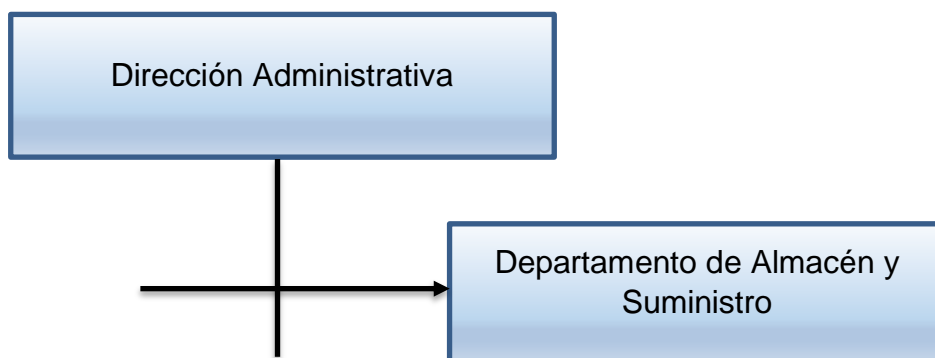 Dirección Administrativa
Departamento de Almacén y
Suministro